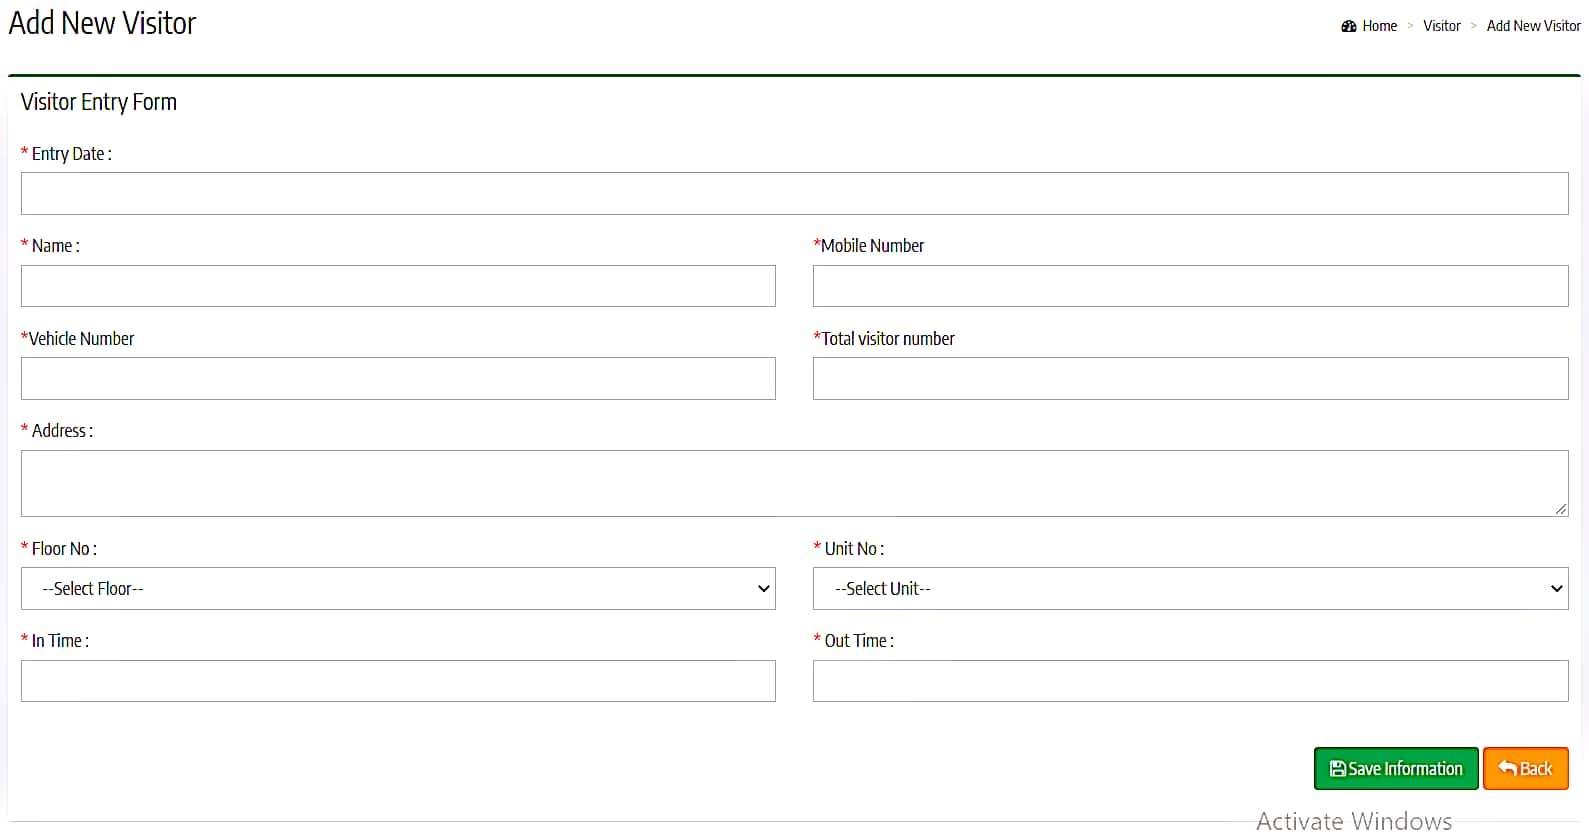 Add New Visitor
Home > Visitor > Add New Visitor
Visitor Entry Form
* Entry Date :
* Name :
*Mobile Number
*Vehicle Number
*Total visitor number
* Address :
* Floor No :
* Unit No :
--Select Floor--
--Select Unit--
* In Time :
* Out Time :
Save Information
Back
Activate Windows